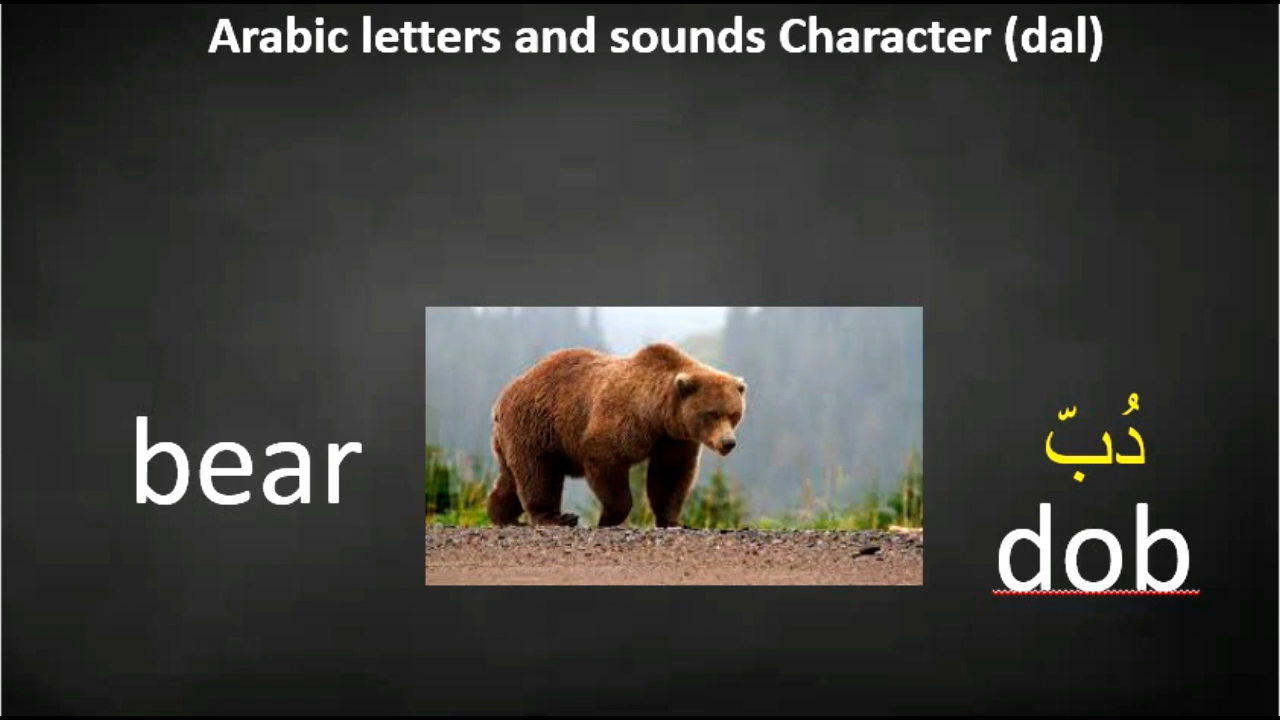 Arabic letters and sounds Character (dal)
bear
دُبّ
dob